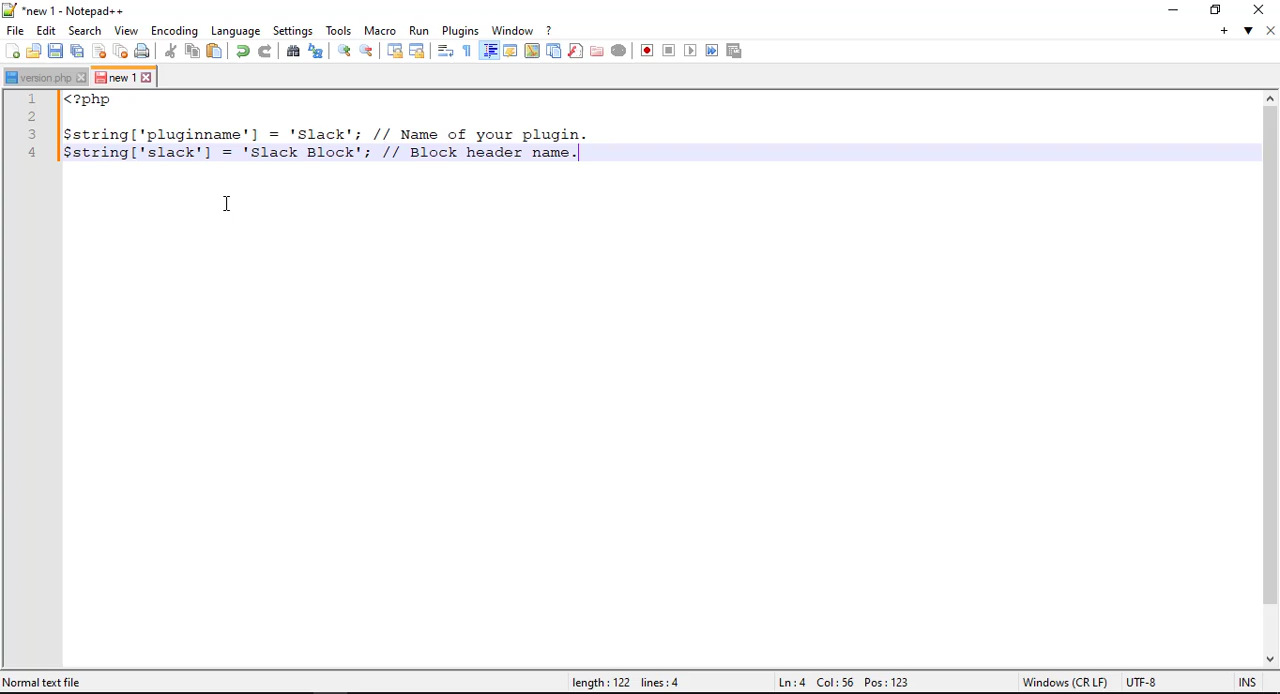 *new 1 - Notepad++
File Edit Search View Encoding Language Settings Tools Macro Run Plugins Window ?
version.php new 1
1 <?php
2
3 $string['pluginname'] = 'Slack'; // Name of your plugin.
4 $string['slack'] = 'Slack Block'; // Block header name.
Normal text file length : 122 lines : 4 Ln : 4 Col : 56 Pos : 123 Windows (CR LF) UTF-8 INS